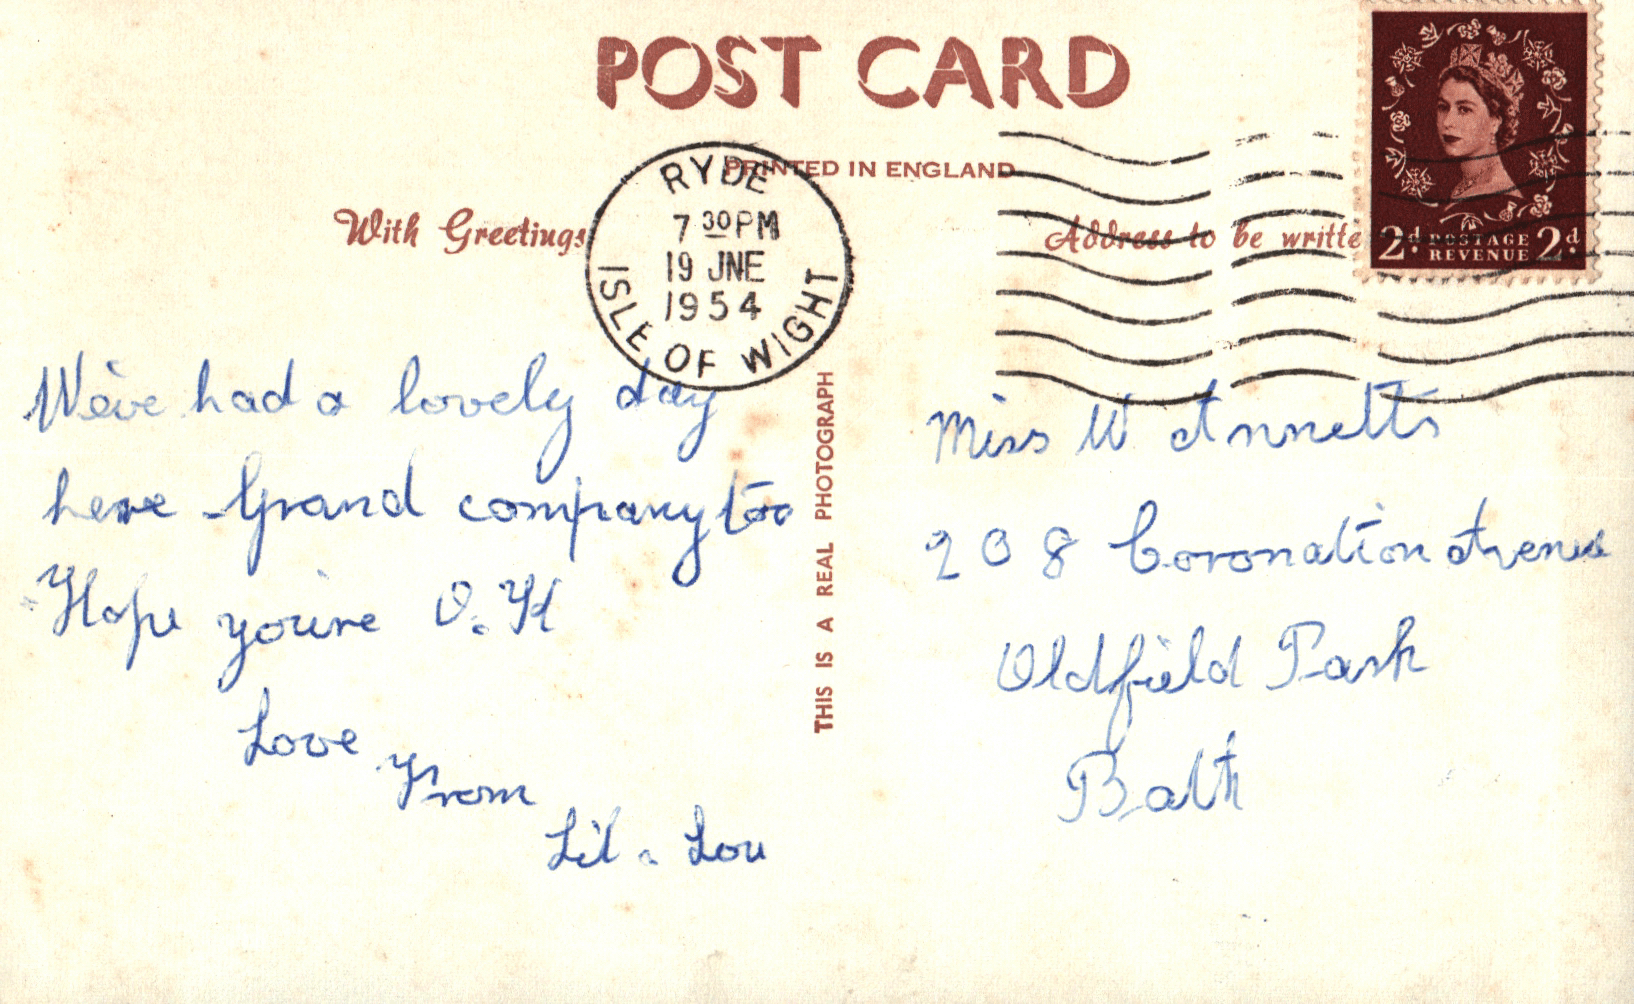 POST CARD
PRINTED IN ENGLAND
With Greetings
Address to be writte
RYDE
7 30 PM
19 JNE
1954
ISLE OF WIGHT
2d POSTAGE 2d
REVENUE
We've had a lovely day
here Grand company too
Hope you're O.K
Love
From
Lil & Lou
THIS IS A REAL PHOTOGRAPH
Miss W Annetts
208 Coronation Avenue
Oldfield Park
Bath